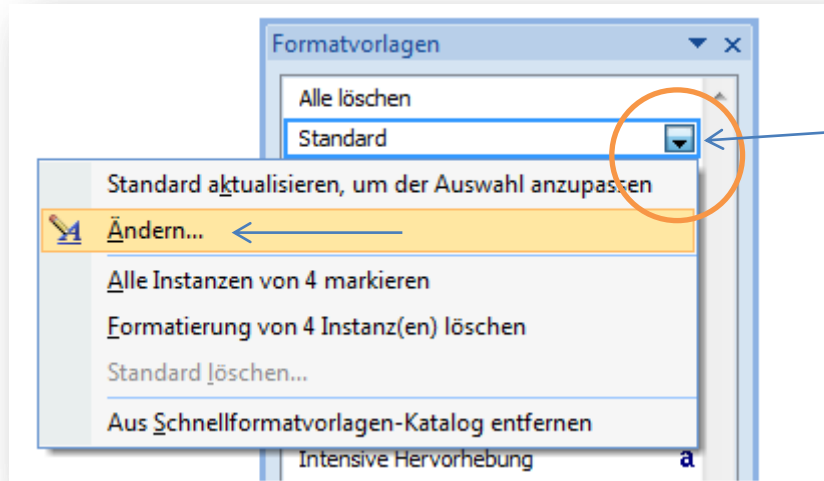 Formatvorlagen
Alle löschen
Standard
Standard aktualisieren, um der Auswahl anzupassen
Ändern...
Alle Instanzen von 4 markieren
Formatierung von 4 Instanz(en) löschen
Standard löschen...
Aus Schnellformatvorlagen-Katalog entfernen
Intensive Hervorhebung a